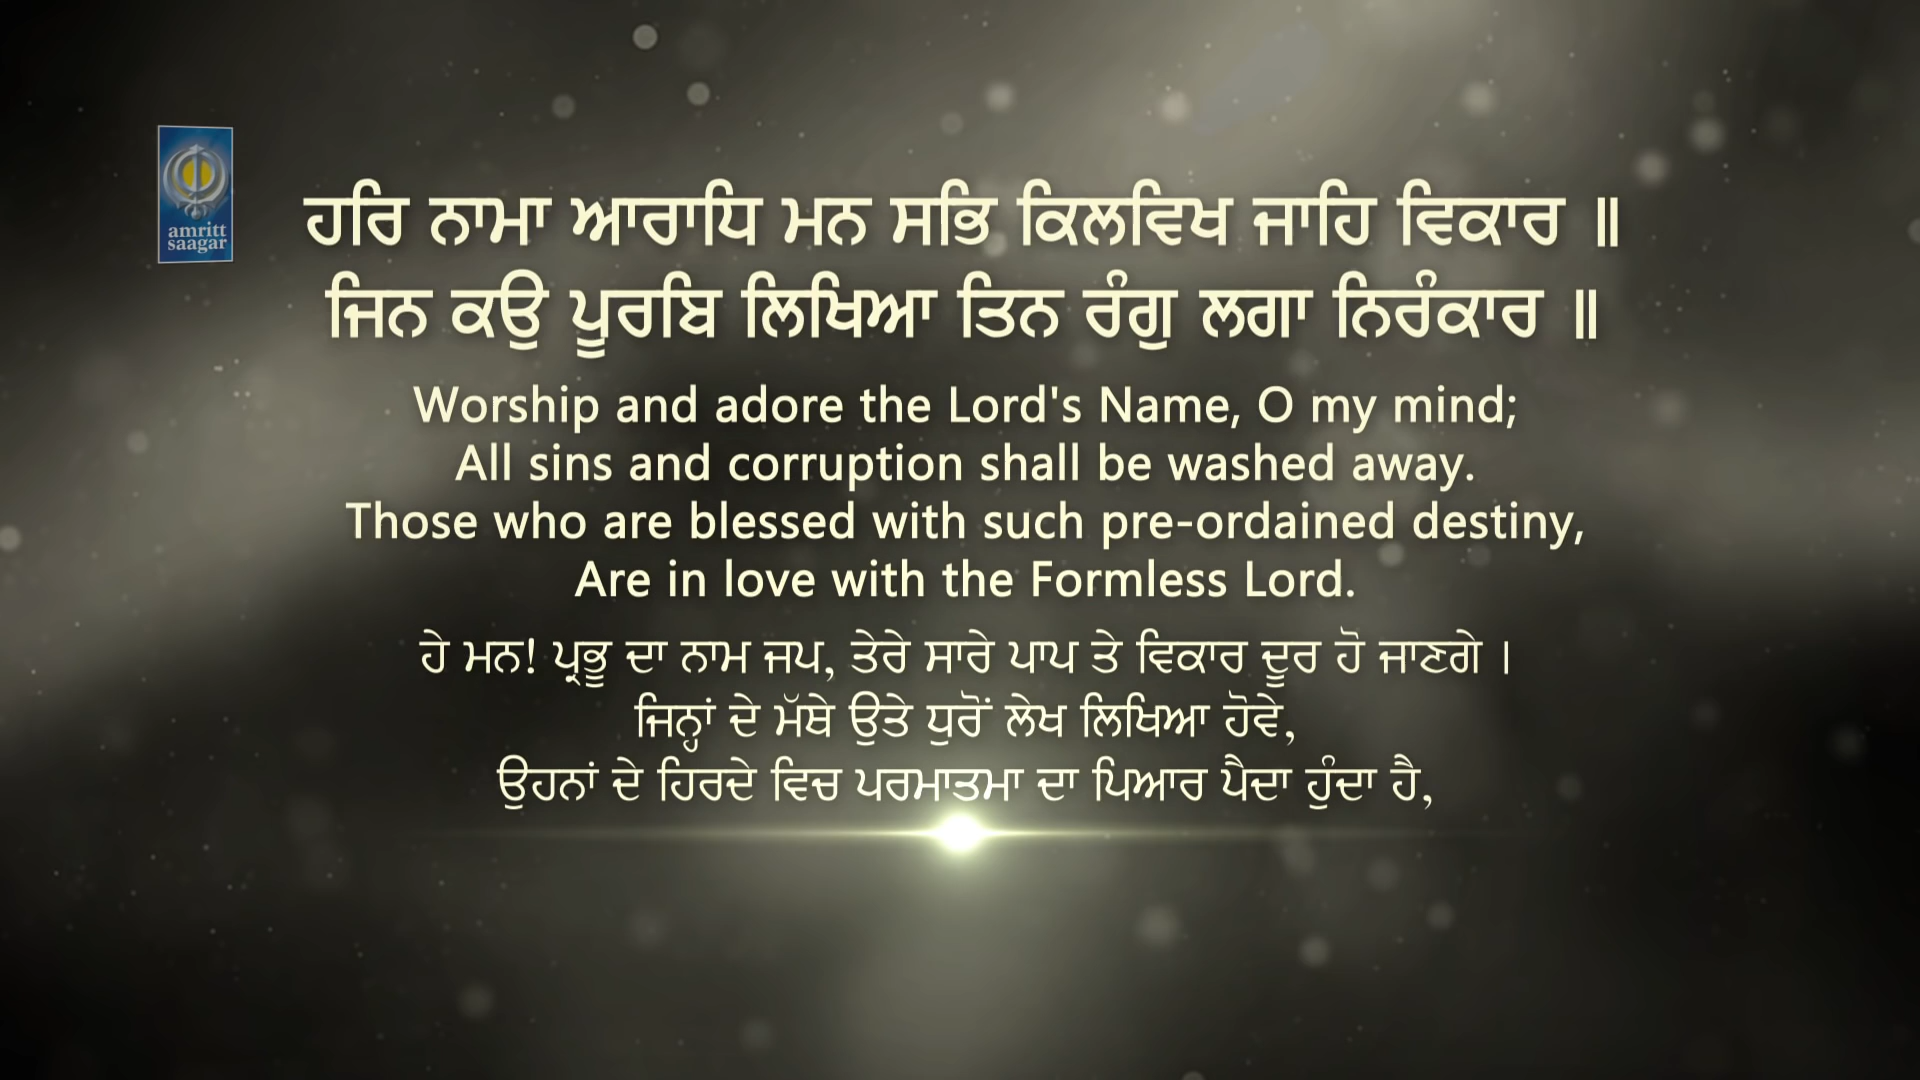 amritt
saagar
ਹਰਿ ਨਾਮਾ ਆਰਾਧਿ ਮਨ ਸਭਿ ਕਿਲਵਿਖ ਜਾਹਿ ਵਿਕਾਰ ॥
ਜਿਨ ਕਉ ਪੂਰਬਿ ਲਿਖਿਆ ਤਿਨ ਰੰਗੁ ਲਗਾ ਨਿਰੰਕਾਰ ॥
Worship and adore the Lord's Name, O my mind;
All sins and corruption shall be washed away.
Those who are blessed with such pre-ordained destiny,
Are in love with the Formless Lord.
ਹੇ ਮਨ! ਪ੍ਰਭੂ ਦਾ ਨਾਮ ਜਪ, ਤੇਰੇ ਸਾਰੇ ਪਾਪ ਤੇ ਵਿਕਾਰ ਦੂਰ ਹੋ ਜਾਣਗੇ ।
ਜਿਨ੍ਹਾਂ ਦੇ ਮੱਥੇ ਉਤੇ ਧੁਰੋਂ ਲੇਖ ਲਿਖਿਆ ਹੋਵੇ,
ਉਹਨਾਂ ਦੇ ਹਿਰਦੇ ਵਿਚ ਪਰਮਾਤਮਾ ਦਾ ਪਿਆਰ ਪੈਦਾ ਹੁੰਦਾ ਹੈ,